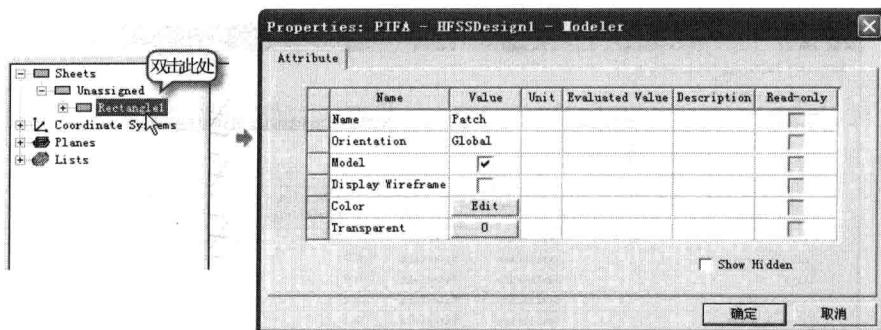 Sheets
Unassigned
Rectangle1
Coordinate Systems
Planes
Lists
双击此处
Properties: PIFA - HFSSDesign1 - Modeler
Attribute
Name Value Unit Evaluated Value Description Read-only
Name Patch
Orientation Global
Model
Display Wireframe
Color Edit
Transparent 0
Show Hidden
确定 取消